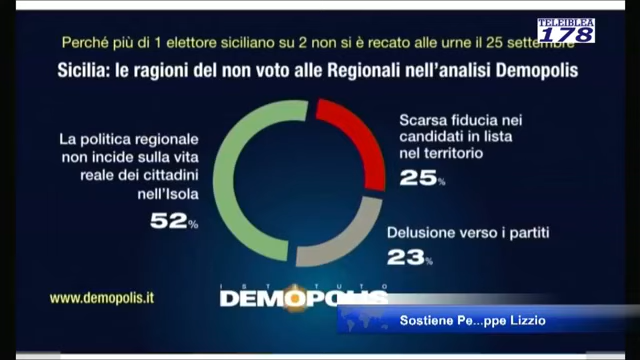 TELEIBLEA
178
Perché più di 1 elettore siciliano su 2 non si è recato alle urne il 25 settembre
Sicilia: le ragioni del non voto alle Regionali nell'analisi Demopolis
La politica regionale
non incide sulla vita
reale dei cittadini
nell'Isola
52%
Scarsa fiducia nei
candidati in lista
nel territorio
25%
Delusione verso i partiti
23%
ISTITUTO
DEMOPOLIS
www.demopolis.it
Sostiene Pe...ppe Lizzio